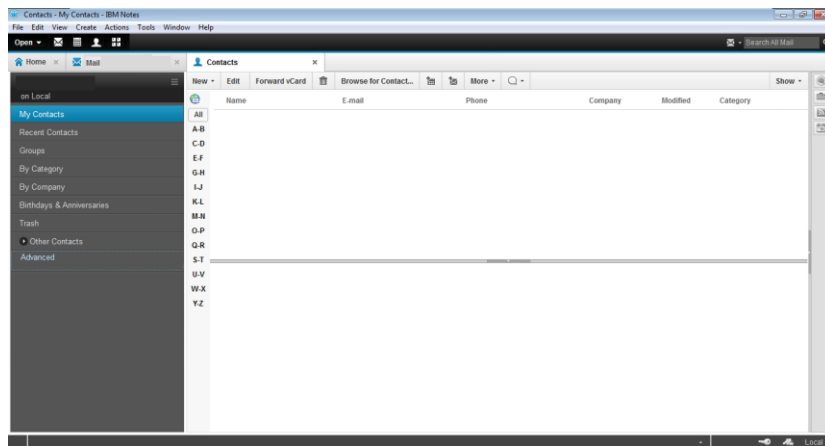 Contacts - My Contacts - IBM Notes
File Edit View Create Actions Tools Window Help
Open Search All Mail
Home Mail Contacts
New Edit Forward vCard Browse for Contact... More Show
on Local
Name E-mail Phone Company Modified Category
My Contacts
Recent Contacts
Groups
By Category
By Company
Birthdays & Anniversaries
Trash
Other Contacts
Advanced
All
A-B
C-D
E-F
G-H
I-J
K-L
M-N
O-P
Q-R
S-T
U-V
W-X
Y-Z
Local